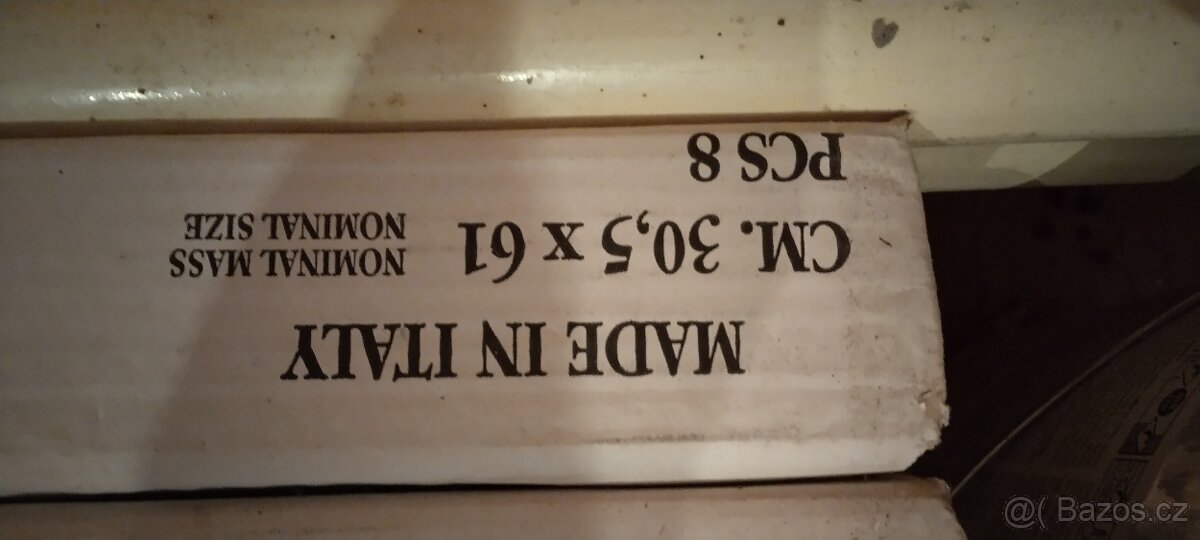 MADE IN ITALY
CM. 30,5 x 61 NOMINAL MASS
NOMINAL SIZE
PCS 8
@( Bazos.cz